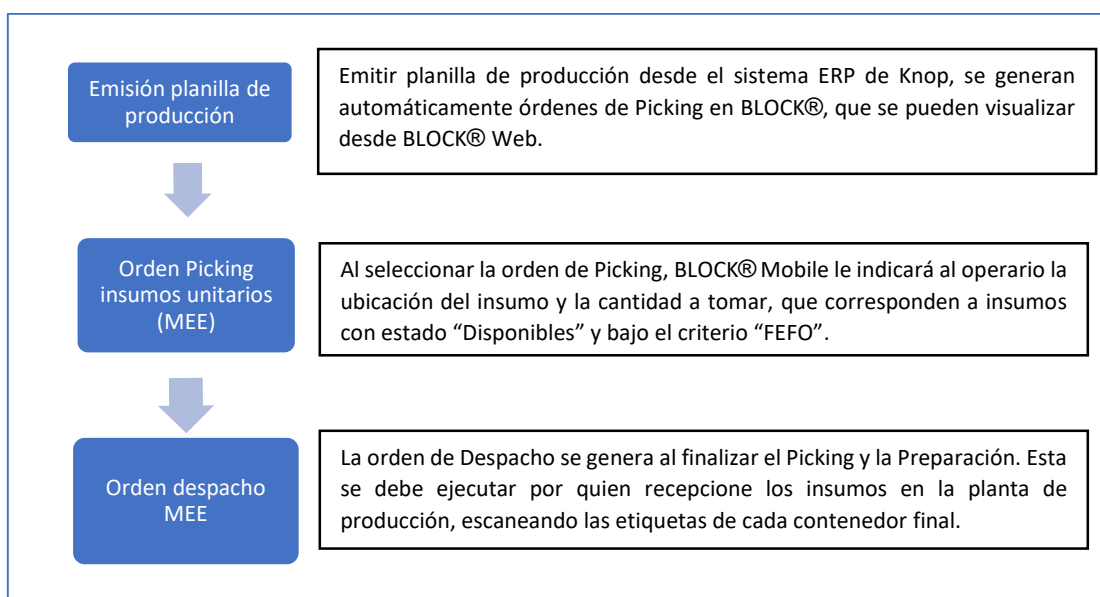 Emisión planilla de
producción
Emitir planilla de producción desde el sistema ERP de Knop, se generan
automáticamente órdenes de Picking en BLOCK®, que se pueden visualizar
desde BLOCK® Web.
Orden Picking
insumos unitarios
(MEE)
Al seleccionar la orden de Picking, BLOCK® Mobile le indicará al operario la
ubicación del insumo y la cantidad a tomar, que corresponden a insumos
con estado “Disponibles” y bajo el criterio “FEFO”.
Orden despacho
MEE
La orden de Despacho se genera al finalizar el Picking y la Preparación. Esta
se debe ejecutar por quien recepcione los insumos en la planta de
producción, escaneando las etiquetas de cada contenedor final.